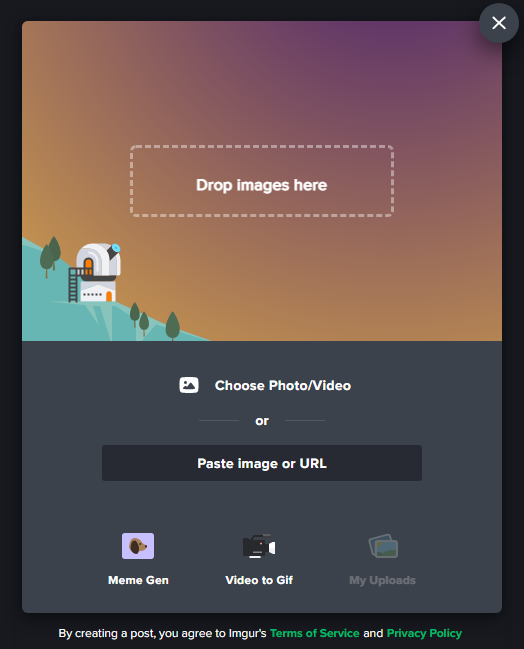 Drop images here
Choose Photo/Video
or
Paste image or URL
Meme Gen
Video to Gif
My Uploads
By creating a post, you agree to Imgur's Terms of Service and Privacy Policy